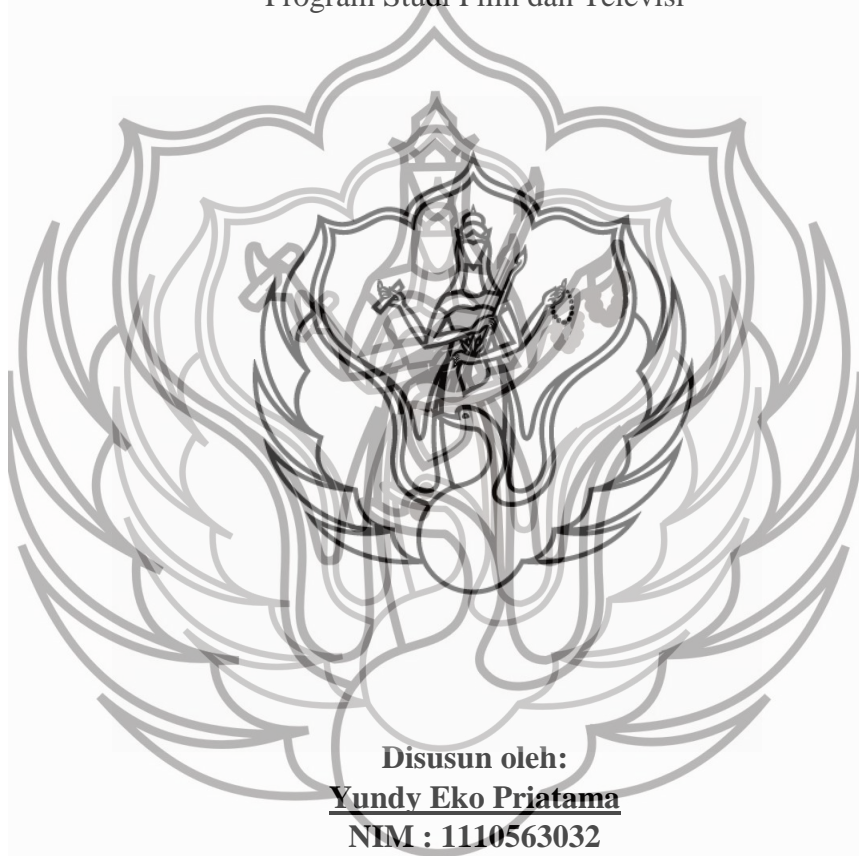 Program Studi Film dan Televisi
Disusun oleh:
Yundy Eko Priatama
NIM : 1110563032